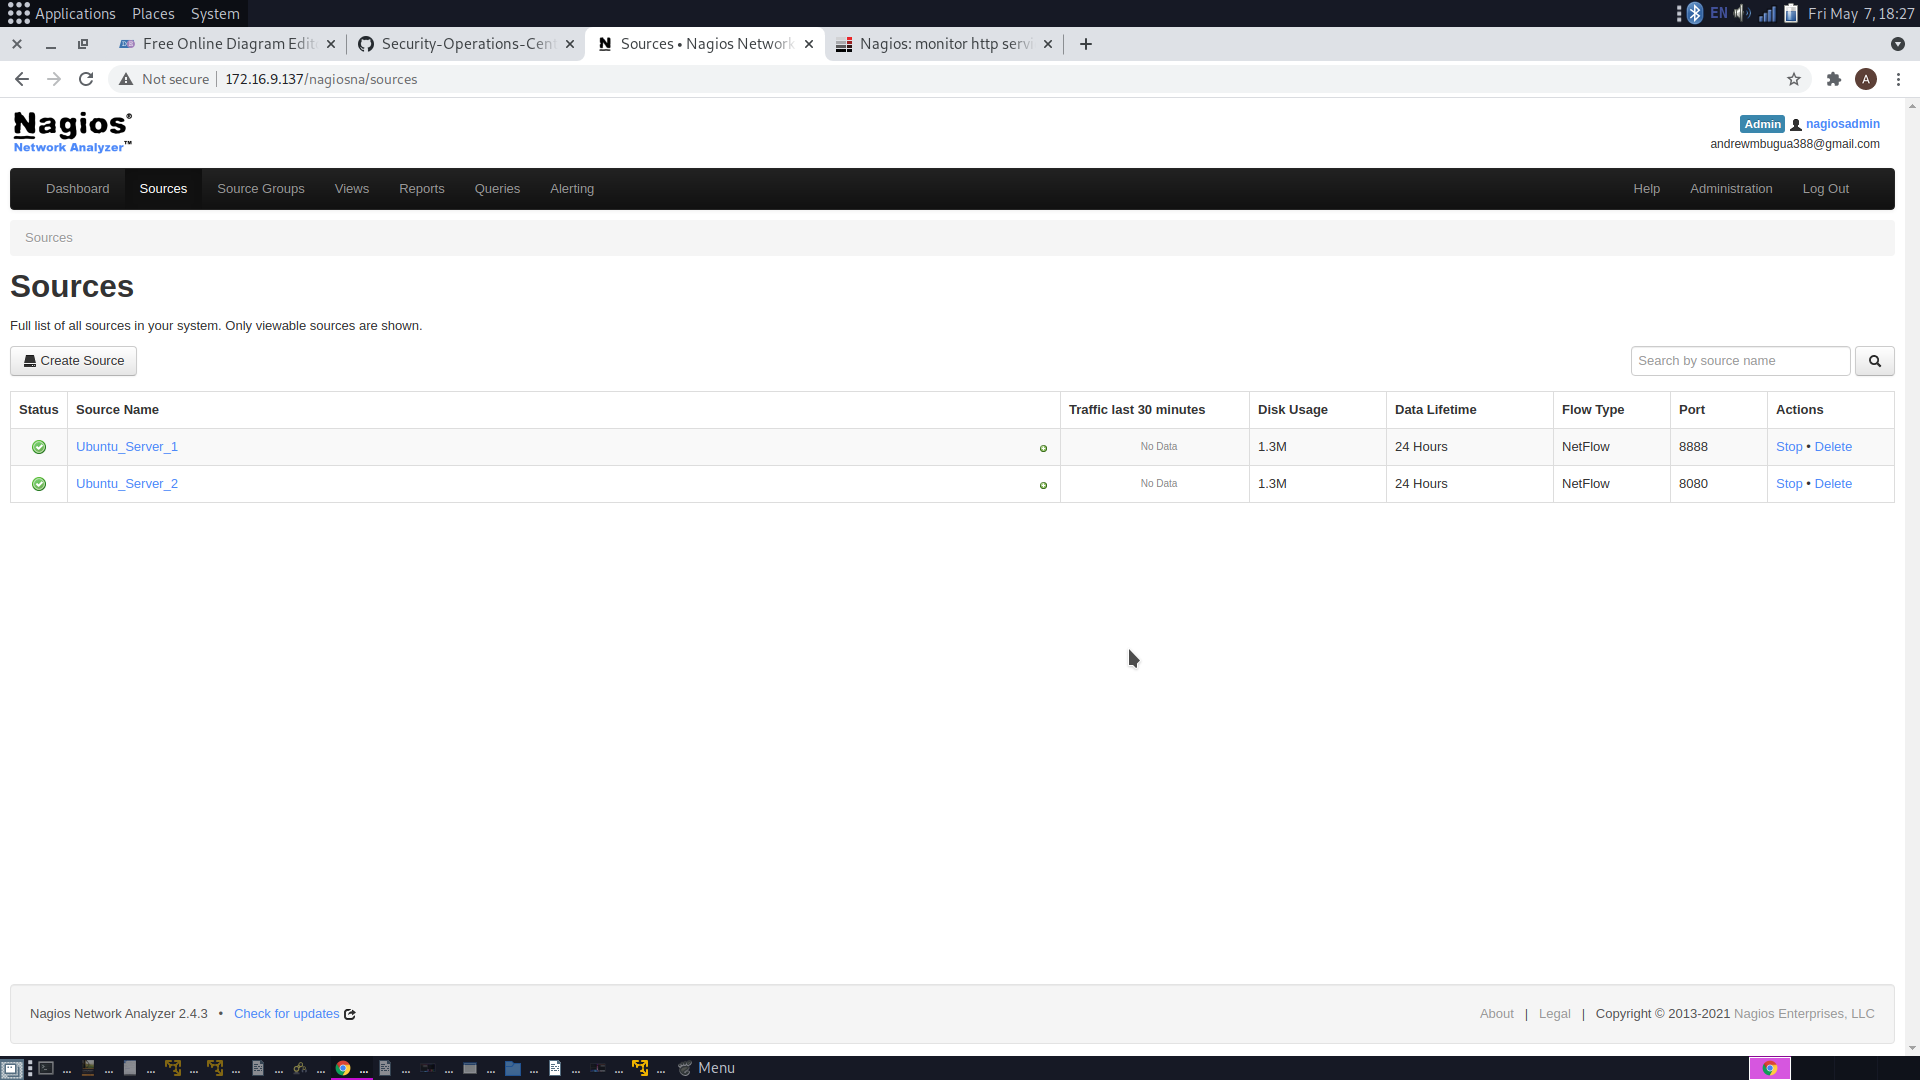 Applications Places System EN Fri May 7, 18:27
Free Online Diagram Edit Security-Operations-Cent Sources • Nagios Network Nagios: monitor http servi
Not secure 172.16.9.137/nagiosna/sources A
Nagios®
Network Analyzer™
Admin nagiosadmin
andrewmbugua388@gmail.com
Dashboard Sources Source Groups Views Reports Queries Alerting Help Administration Log Out
Sources
Sources
Full list of all sources in your system. Only viewable sources are shown.
Create Source Search by source name
Status Source Name Traffic last 30 minutes Disk Usage Data Lifetime Flow Type Port Actions
Ubuntu_Server_1 No Data 1.3M 24 Hours NetFlow 8888 Stop • Delete
Ubuntu_Server_2 No Data 1.3M 24 Hours NetFlow 8080 Stop • Delete
Nagios Network Analyzer 2.4.3 • Check for updates About | Legal | Copyright © 2013-2021 Nagios Enterprises, LLC
... ... ... ... ... ... ... ... ... ... ... ... ... ... ... Menu